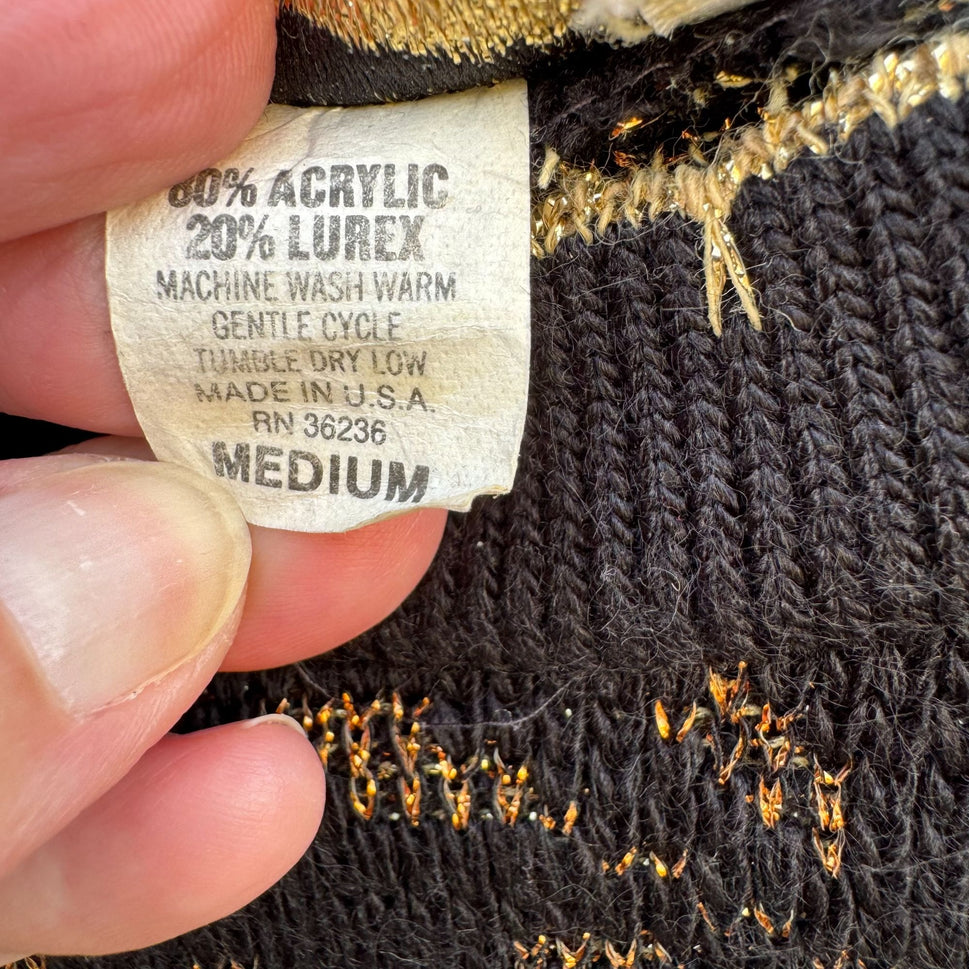 80% ACRYLIC
20% LUREX
MACHINE WASH WARM
GENTLE CYCLE
TUMBLE DRY LOW
MADE IN U.S.A.
RN 36236
MEDIUM